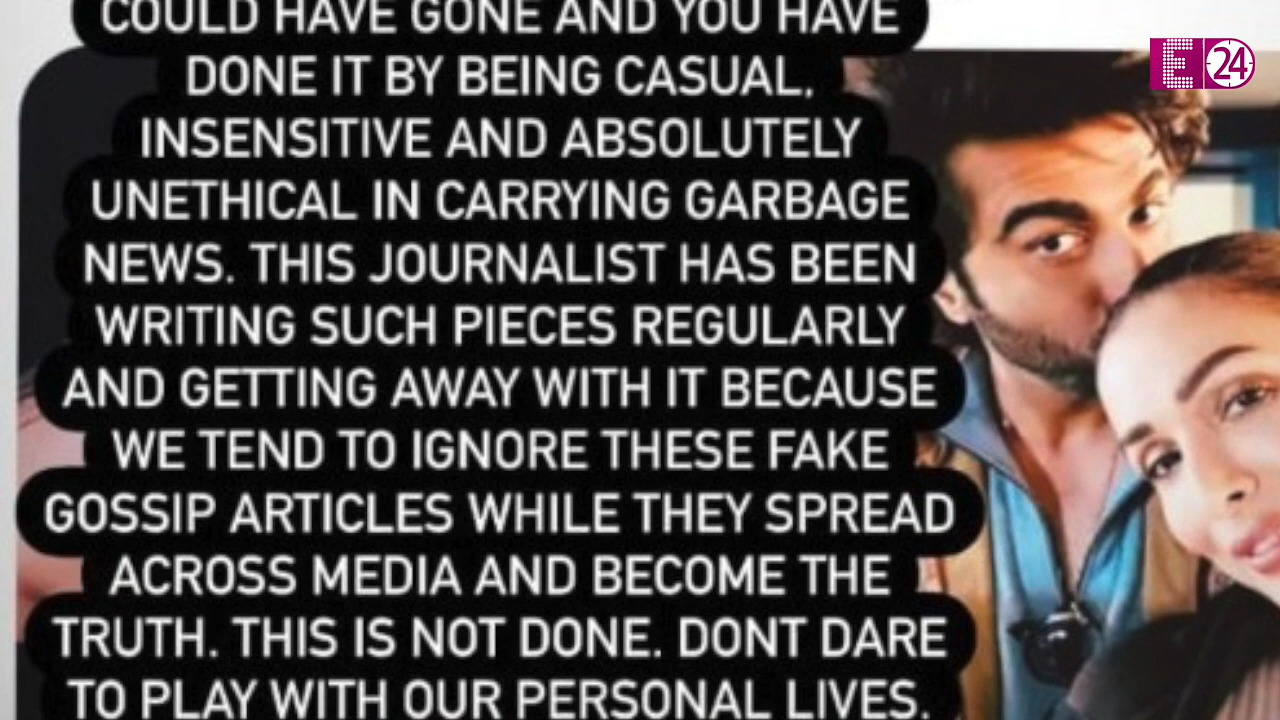 COULD HAVE GONE AND YOU HAVE
DONE IT BY BEING CASUAL,
INSENSITIVE AND ABSOLUTELY
UNETHICAL IN CARRYING GARBAGE
NEWS. THIS JOURNALIST HAS BEEN
WRITING SUCH PIECES REGULARLY
AND GETTING AWAY WITH IT BECAUSE
WE TEND TO IGNORE THESE FAKE
GOSSIP ARTICLES WHILE THEY SPREAD
ACROSS MEDIA AND BECOME THE
TRUTH. THIS IS NOT DONE. DONT DARE
TO PLAY WITH OUR PERSONAL LIVES.
E 24